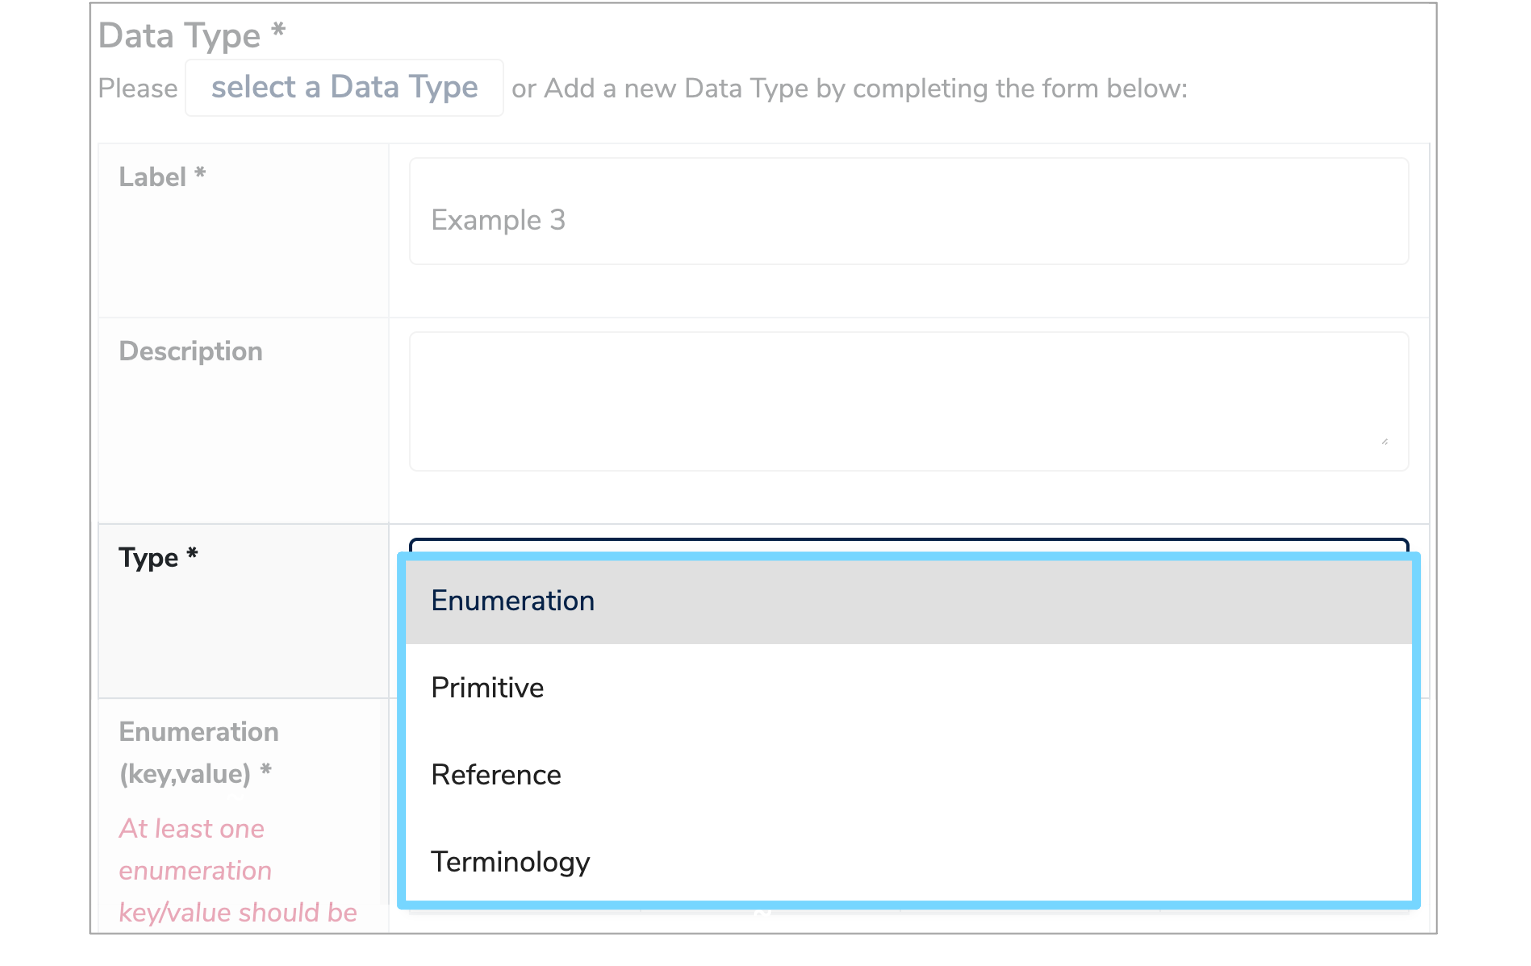 Data Type *
Please select a Data Type or Add a new Data Type by completing the form below:
Label *
Example 3
Description
Type *
Enumeration
Primitive
Reference
Terminology
Enumeration
(key,value) *
At least one
enumeration
key/value should be